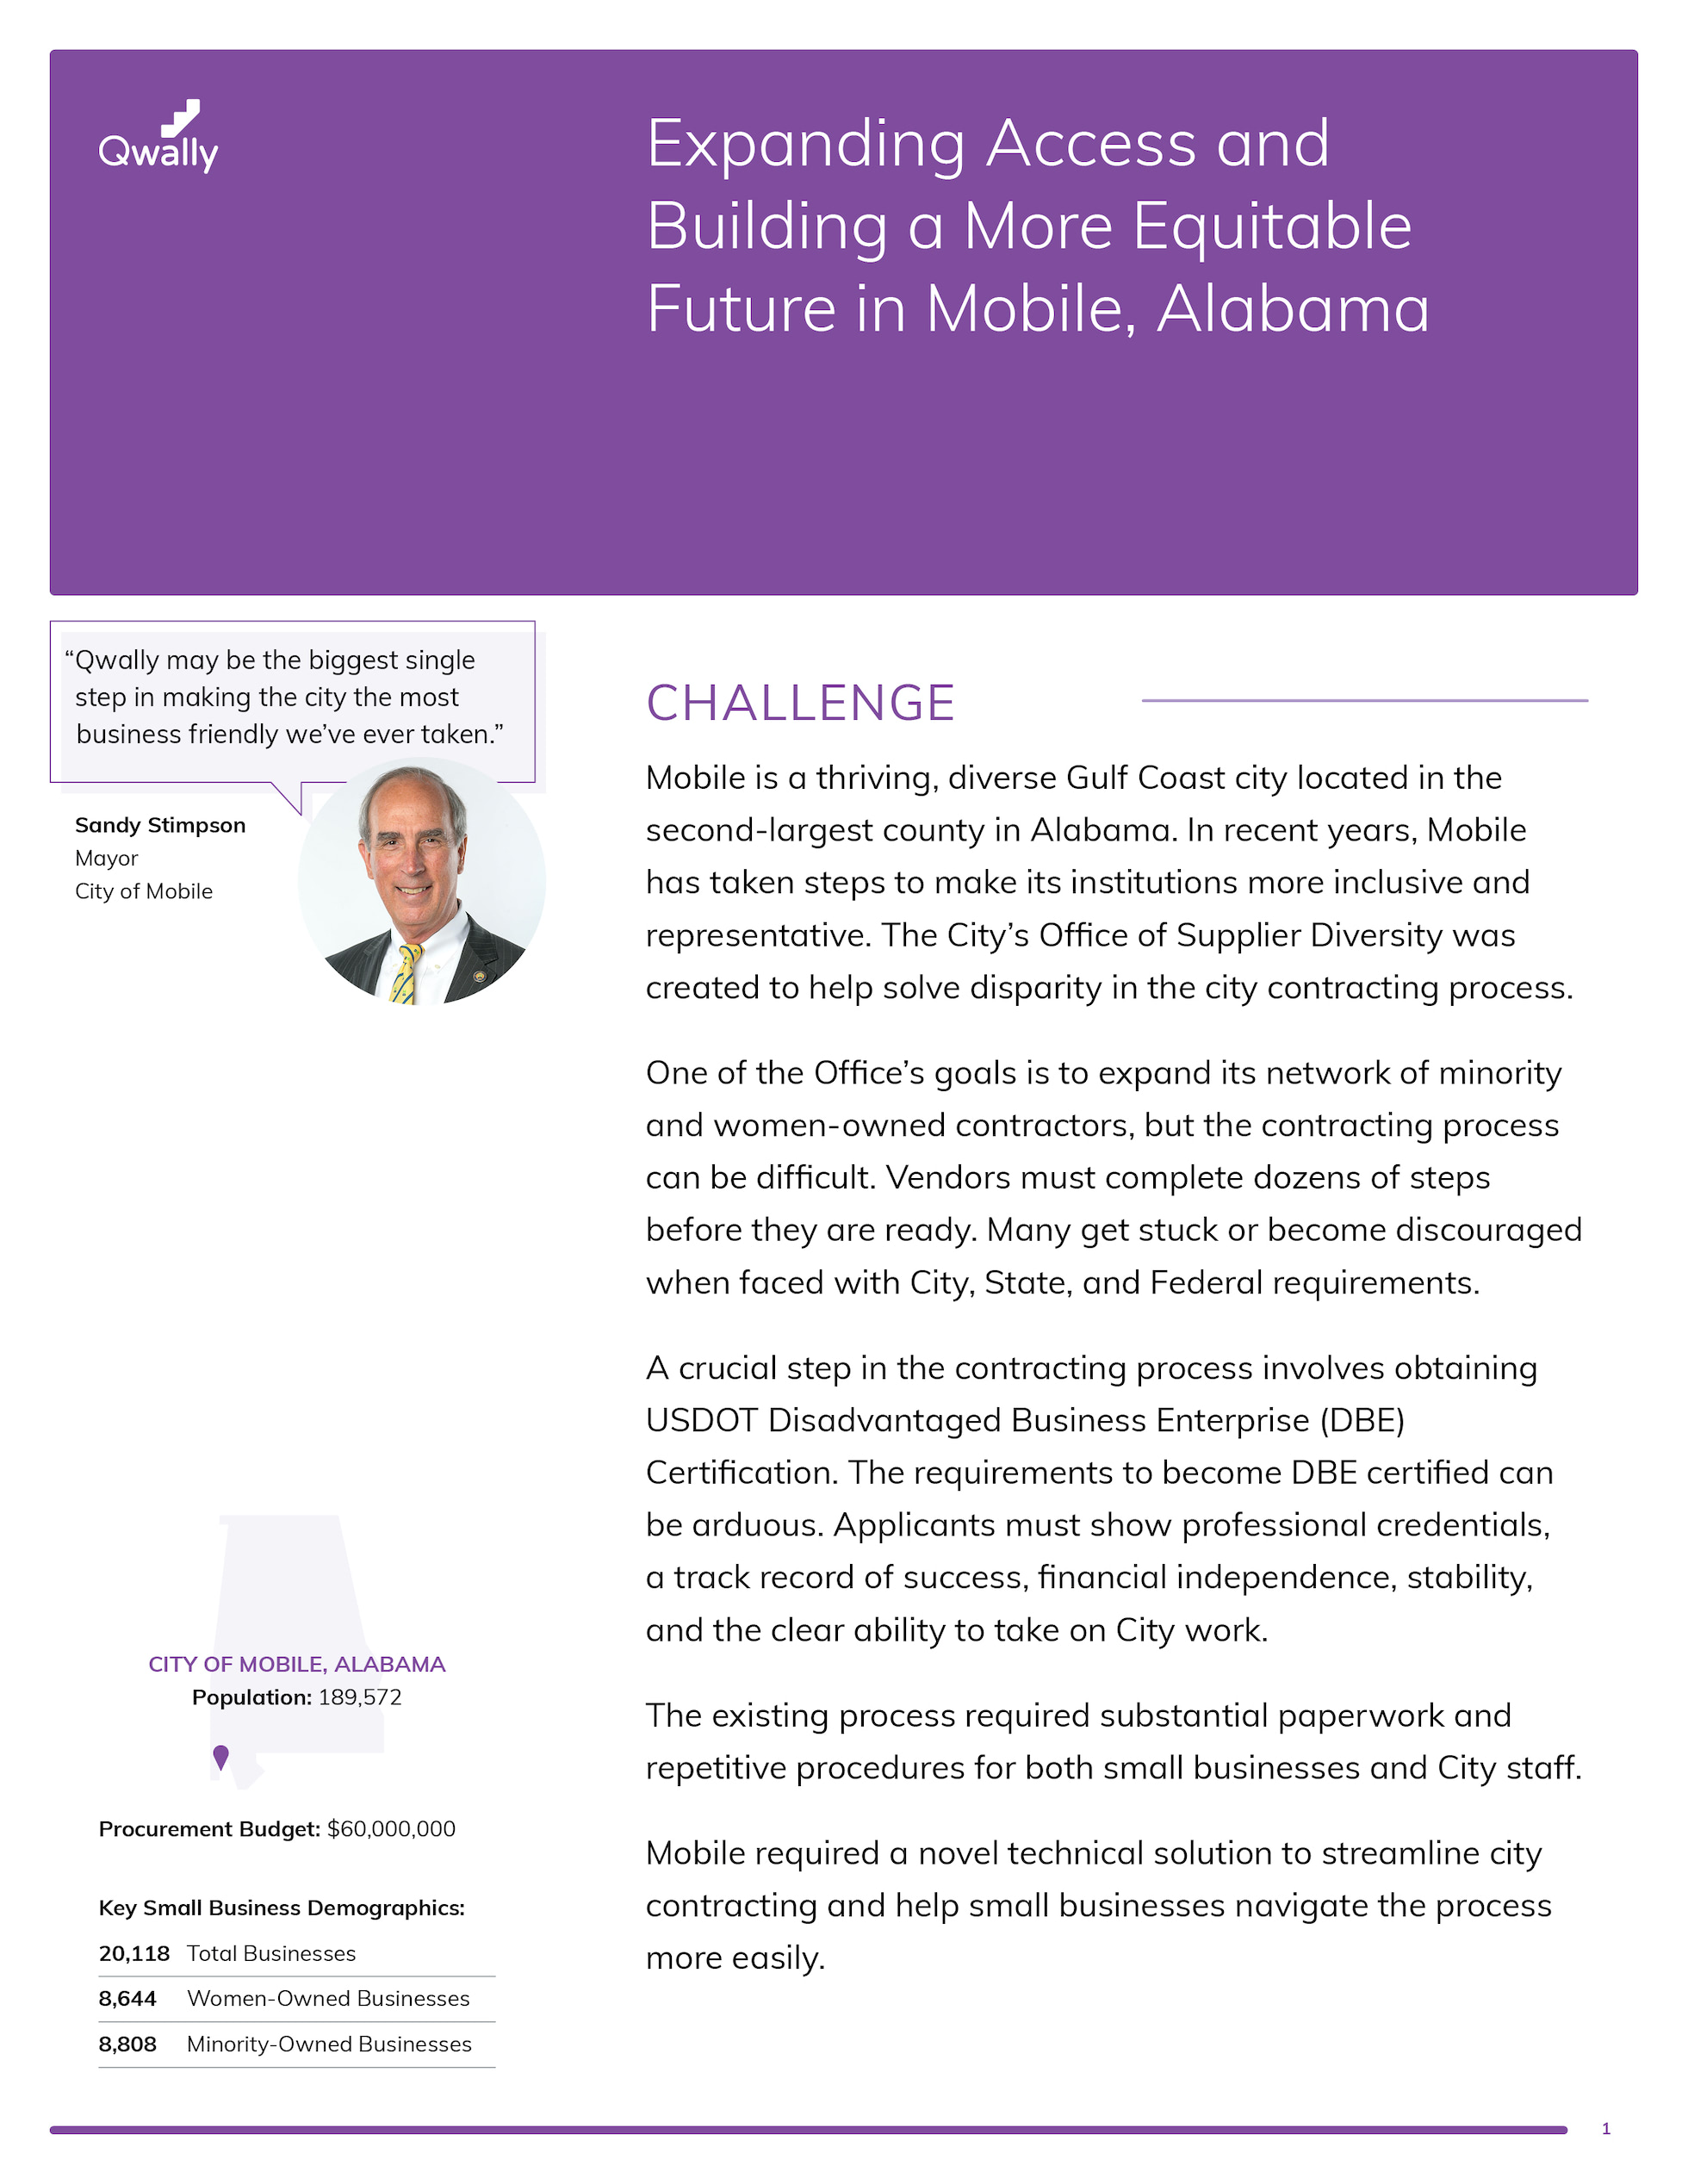 Qwally
Expanding Access and
Building a More Equitable
Future in Mobile, Alabama
“Qwally may be the biggest single
step in making the city the most
business friendly we’ve ever taken.”
Sandy Stimpson
Mayor
City of Mobile
CITY OF MOBILE, ALABAMA
Population: 189,572
Procurement Budget: $60,000,000
Key Small Business Demographics:
20,118 Total Businesses
8,644 Women-Owned Businesses
8,808 Minority-Owned Businesses
CHALLENGE
Mobile is a thriving, diverse Gulf Coast city located in the
second-largest county in Alabama. In recent years, Mobile
has taken steps to make its institutions more inclusive and
representative. The City’s Office of Supplier Diversity was
created to help solve disparity in the city contracting process.
One of the Office’s goals is to expand its network of minority
and women-owned contractors, but the contracting process
can be difficult. Vendors must complete dozens of steps
before they are ready. Many get stuck or become discouraged
when faced with City, State, and Federal requirements.
A crucial step in the contracting process involves obtaining
USDOT Disadvantaged Business Enterprise (DBE)
Certification. The requirements to become DBE certified can
be arduous. Applicants must show professional credentials,
a track record of success, financial independence, stability,
and the clear ability to take on City work.
The existing process required substantial paperwork and
repetitive procedures for both small businesses and City staff.
Mobile required a novel technical solution to streamline city
contracting and help small businesses navigate the process
more easily.
1